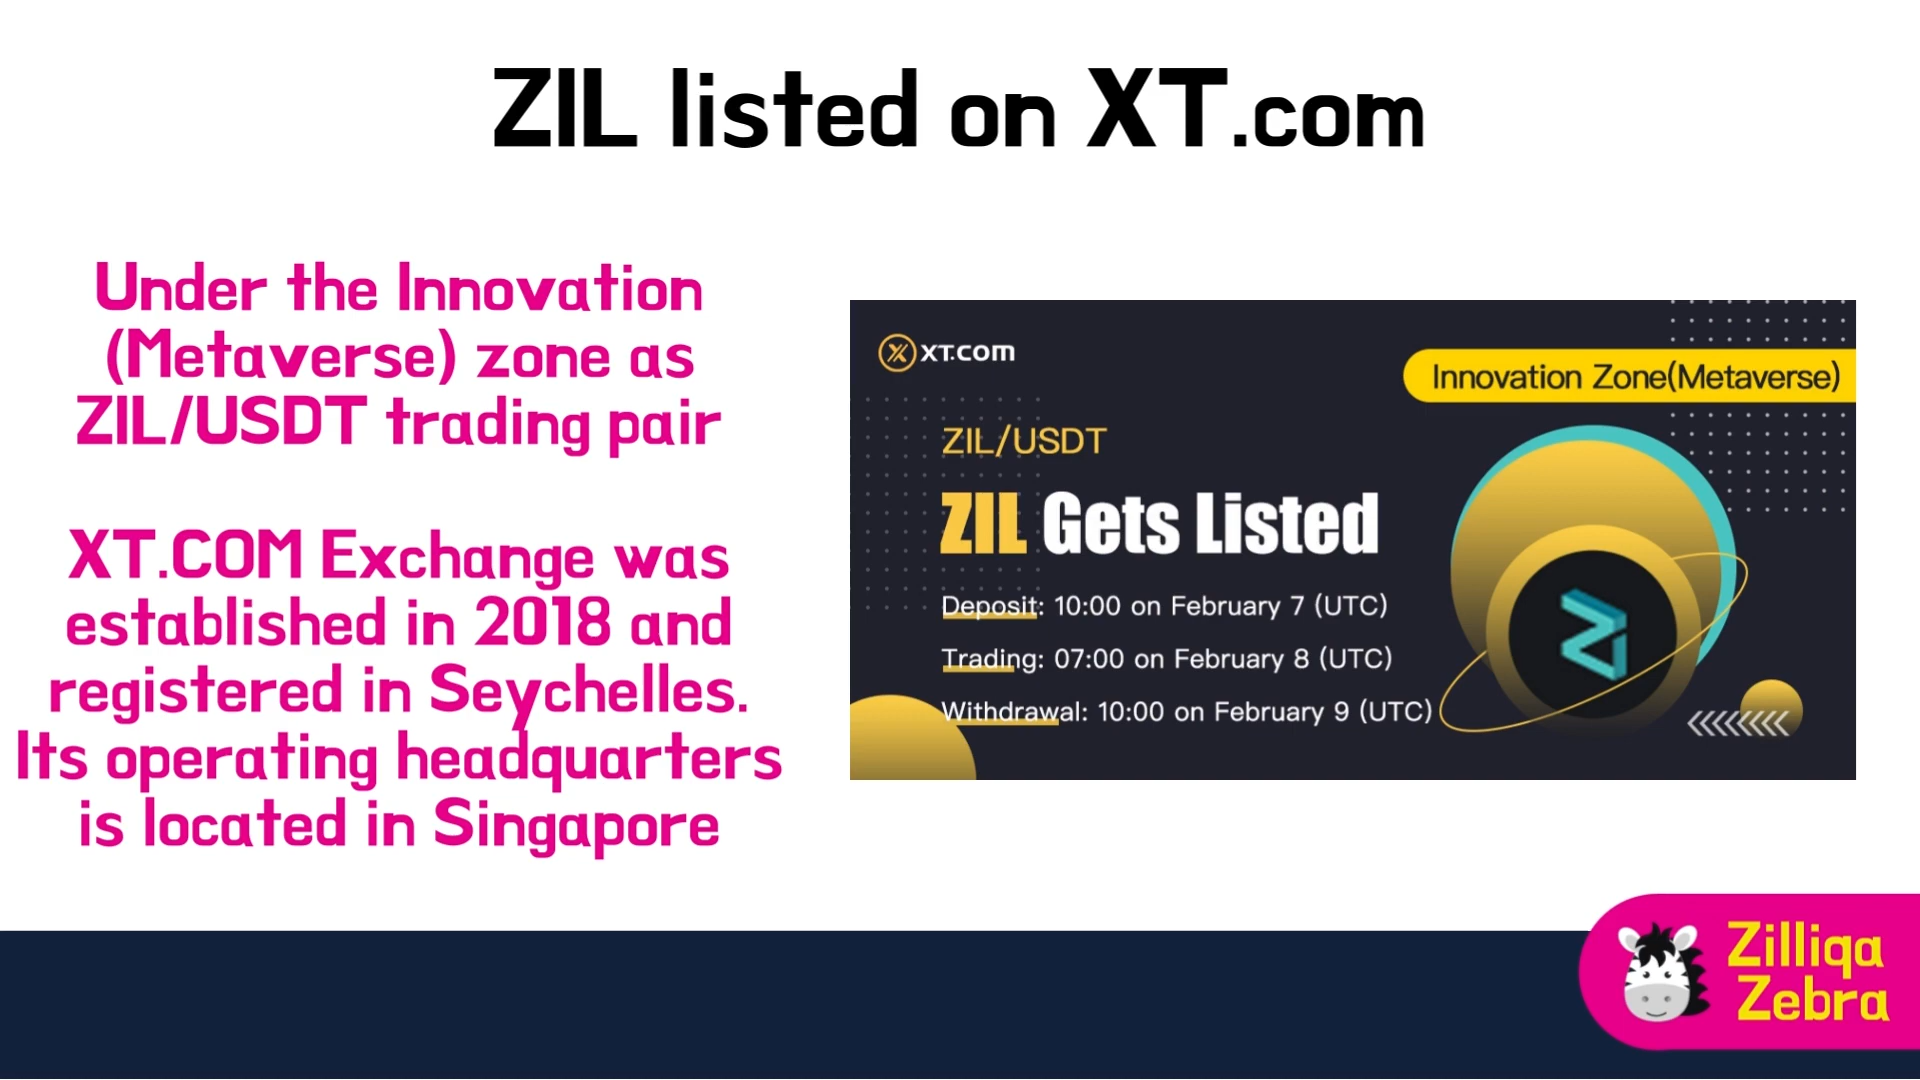 ZIL listed on XT.com
Under the Innovation
(Metaverse) zone as
ZIL/USDT trading pair
XT.COM Exchange was
established in 2018 and
registered in Seychelles.
Its operating headquarters
is located in Singapore
XT.COM
Innovation Zone(Metaverse)
ZIL/USDT
ZIL Gets Listed
Deposit: 10:00 on February 7 (UTC)
Trading: 07:00 on February 8 (UTC)
Withdrawal: 10:00 on February 9 (UTC)
Zilliqa
Zebra